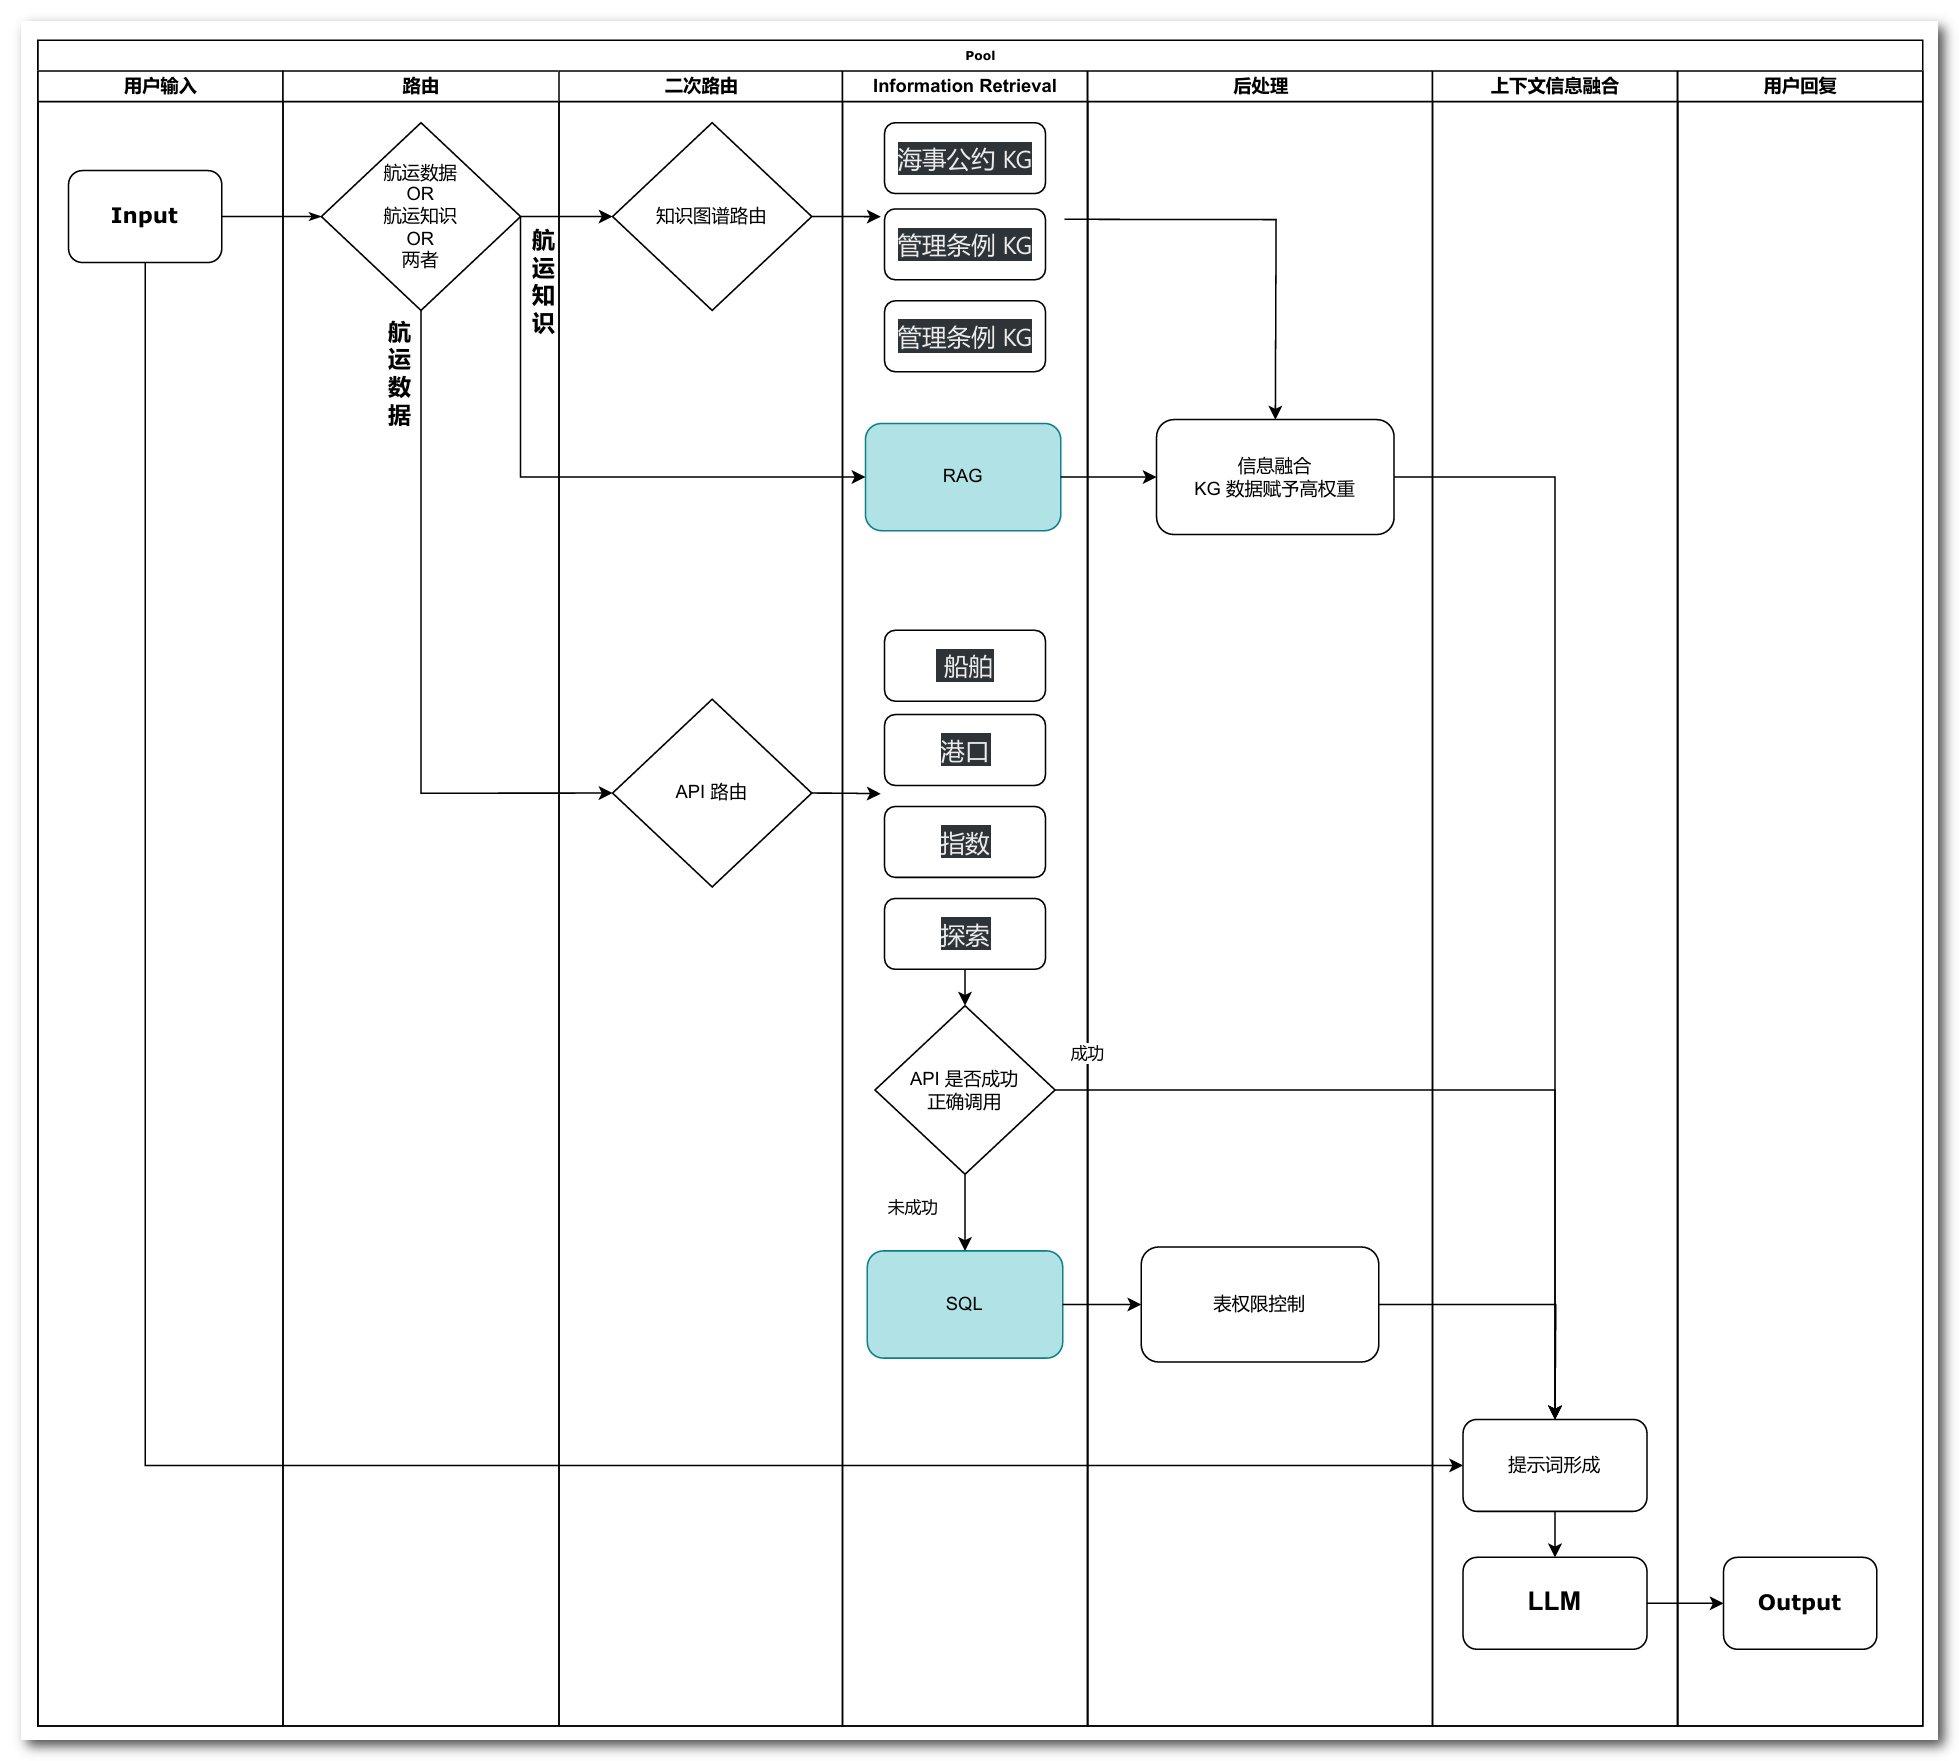 Pool
用户输入
路由
二次路由
Information Retrieval
后处理
上下文信息融合
用户回复
Input
航运数据
OR
航运知识
OR
两者
航运知识
航运数据
知识图谱路由
海事公约 KG
管理条例 KG
管理条例 KG
RAG
信息融合
KG 数据赋予高权重
API 路由
船舶
港口
指数
探索
API 是否成功
正确调用
成功
未成功
SQL
表权限控制
提示词形成
LLM
Output